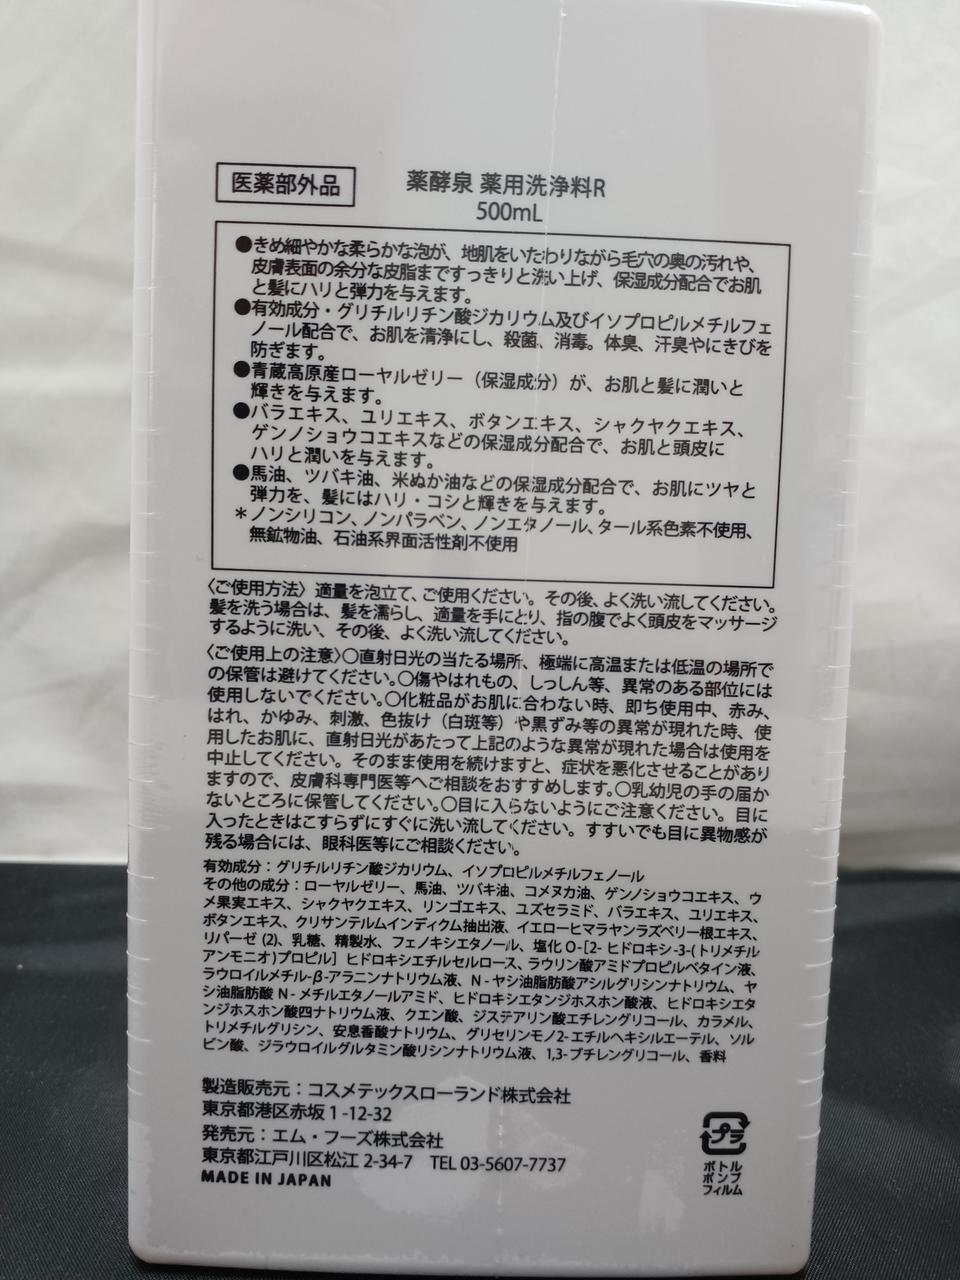 医薬部外品
薬酵泉 薬用洗浄料R
500mL
●きめ細やかな柔らかな泡が、地肌をいたわりながら毛穴の奥の汚れや、
皮膚表面の余分な皮脂まですっきりと洗い上げ、保湿成分配合でお肌
と髪にハリと弾力を与えます。
●有効成分・グリチルリチン酸ジカリウム及びイソプロピルメチルフェ
ノール配合で、お肌を清浄にし、殺菌、消毒。体臭、汗臭やにきびを
防ぎます。
●青蔵高原産ローヤルゼリー（保湿成分）が、お肌と髪に潤いと
輝きを与えます。
●バラエキス、ユリエキス、ボタンエキス、シャクヤクエキス、
ゲンノショウコエキスなどの保湿成分配合で、お肌と頭皮に
ハリと潤いを与えます。
●馬油、ツバキ油、米ぬか油などの保湿成分配合で、お肌にツヤと
弾力を、髪にはハリ・コシと輝きを与えます。
＊ノンシリコン、ノンパラベン、ノンエタノール、タール系色素不使用、
無鉱物油、石油系界面活性剤不使用
〈ご使用方法〉適量を泡立て、ご使用ください。その後、よく洗い流してください。
髪を洗う場合は、髪を濡らし、適量を手にとり、指の腹でよく頭皮をマッサージ
するように洗い、その後、よく洗い流してください。
〈ご使用上の注意〉〇直射日光の当たる場所、極端に高温または低温の場所で
の保管は避けてください。〇傷やはれもの、しっしん等、異常のある部位には
使用しないでください。〇化粧品がお肌に合わない時、即ち使用中、赤み、
はれ、かゆみ、刺激、色抜け（白斑等）や黒ずみ等の異常が現れた時、使
用したお肌に、直射日光があたって上記のような異常が現れた場合は使用を
中止してください。そのまま使用を続けますと、症状を悪化させることがあり
ますので、皮膚科専門医等へご相談をおすすめします。〇乳幼児の手の届か
ないところに保管してください。〇目に入らないようにご注意ください。目に
入ったときはこすらずにすぐに洗い流してください。すすいでも目に異物感が
残る場合には、眼科医等にご相談ください。
有効成分：グリチルリチン酸ジカリウム、イソプロピルメチルフェノール
その他の成分：ローヤルゼリー、馬油、ツバキ油、コメヌカ油、ゲンノショウコエキス、ウ
メ果実エキス、シャクヤクエキス、リンゴエキス、ユズセラミド、バラエキス、ユリエキス、
ボタンエキス、クリサンテルムインディクム抽出液、イエローヒマラヤンラズベリー根エキス、
リパーゼ(2)、乳糖、精製水、フェノキシエタノール、塩化O-[2-ヒドロキシ-3-(トリメチル
アンモニオ)プロピル] ヒドロキシエチルセルロース、ラウリン酸アミドプロピルベタイン液、
ラウロイルメチル-β-アラニンナトリウム液、N-ヤシ油脂肪酸アシルグリシンナトリウム、ヤ
シ油脂肪酸N-メチルエタノールアミド、ヒドロキシエタンジホスホン酸液、ヒドロキシエタ
ンジホスホン酸四ナトリウム液、クエン酸、ジステアリン酸エチレングリコール、カラメル、
トリメチルグリシン、安息香酸ナトリウム、グリセリンモノ2-エチルヘキシルエーテル、ソル
ビン酸、ジラウロイルグルタミン酸リシンナトリウム液、1,3-ブチレングリコール、香料
製造販売元：コスメテックスローランド株式会社
東京都港区赤坂1-12-32
発売元：エム・フーズ株式会社
東京都江戸川区松江2-34-7　TEL 03-5607-7737
MADE IN JAPAN
プラ
ボトル
ポンプ
フィルム